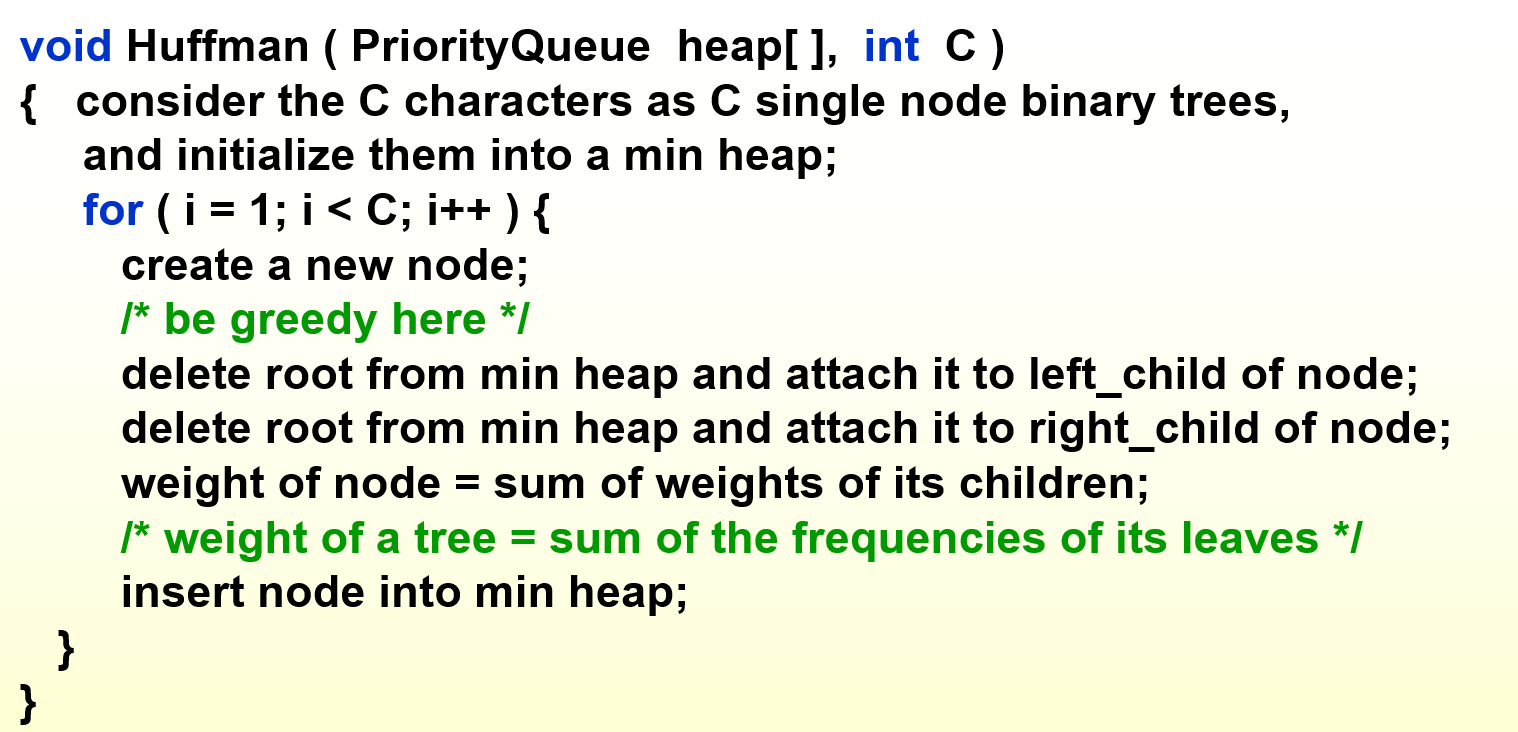 void Huffman ( PriorityQueue heap[ ], int C )
{ consider the C characters as C single node binary trees,
and initialize them into a min heap;
for ( i = 1; i < C; i++ ) {
create a new node;
/* be greedy here */
delete root from min heap and attach it to left_child of node;
delete root from min heap and attach it to right_child of node;
weight of node = sum of weights of its children;
/* weight of a tree = sum of the frequencies of its leaves */
insert node into min heap;
}
}